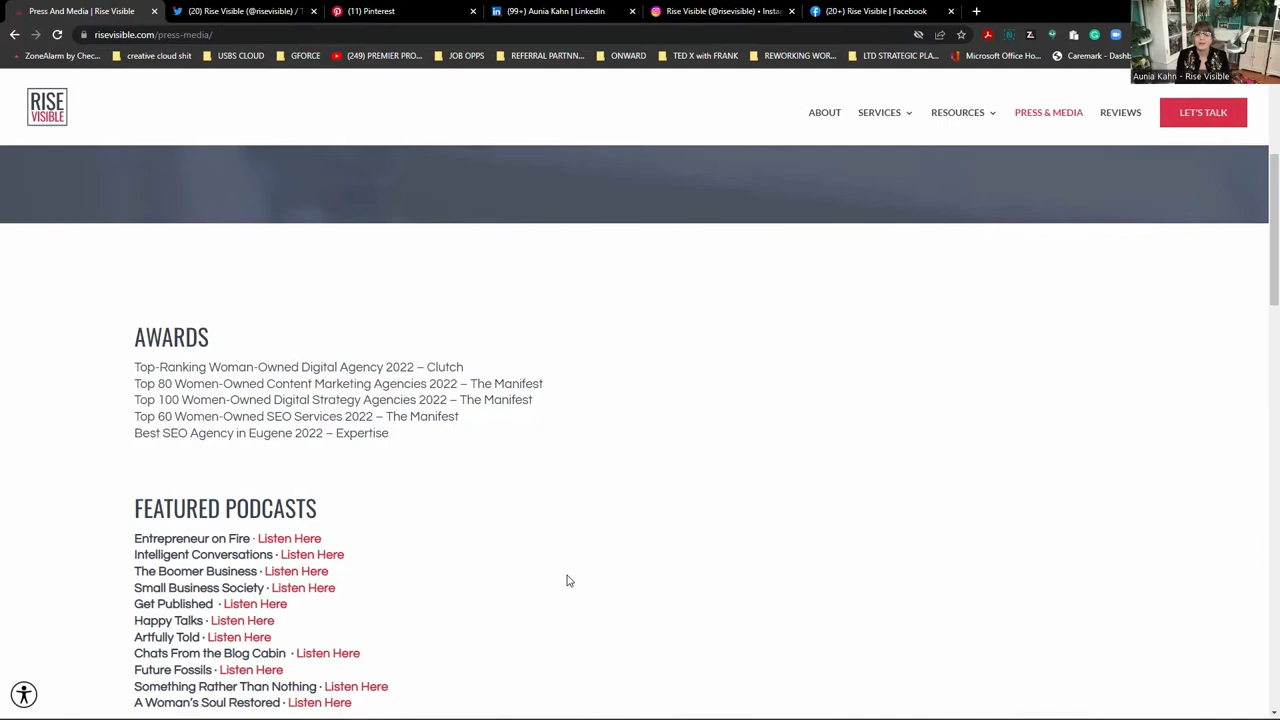 Press And Media | Rise Visible
(20) Rise Visible (@risevisible) / T
(11) Pinterest
(99+) Aunia Kahn | LinkedIn
Rise Visible (@risevisible) • Insta
(20+) Rise Visible | Facebook
risevisible.com/press-media/
ZoneAlarm by Chec...
creative cloud shit
USBS CLOUD
GFORCE
(249) PREMIER PRO...
JOB OPPS
REFERRAL PARTNN...
ONWARD
TED X with FRANK
REWORKING WOR...
LTD STRATEGIC PLA...
Microsoft Office Ho...
Caremark - Dashb
Aunia Kahn - Rise Visible
RISE
VISIBLE
ABOUT
SERVICES
RESOURCES
PRESS & MEDIA
REVIEWS
LET'S TALK
AWARDS
Top-Ranking Woman-Owned Digital Agency 2022 – Clutch
Top 80 Women-Owned Content Marketing Agencies 2022 – The Manifest
Top 100 Women-Owned Digital Strategy Agencies 2022 – The Manifest
Top 60 Women-Owned SEO Services 2022 – The Manifest
Best SEO Agency in Eugene 2022 – Expertise
FEATURED PODCASTS
Entrepreneur on Fire · Listen Here
Intelligent Conversations · Listen Here
The Boomer Business · Listen Here
Small Business Society · Listen Here
Get Published · Listen Here
Happy Talks · Listen Here
Artfully Told · Listen Here
Chats From the Blog Cabin · Listen Here
Future Fossils · Listen Here
Something Rather Than Nothing · Listen Here
A Woman's Soul Restored · Listen Here